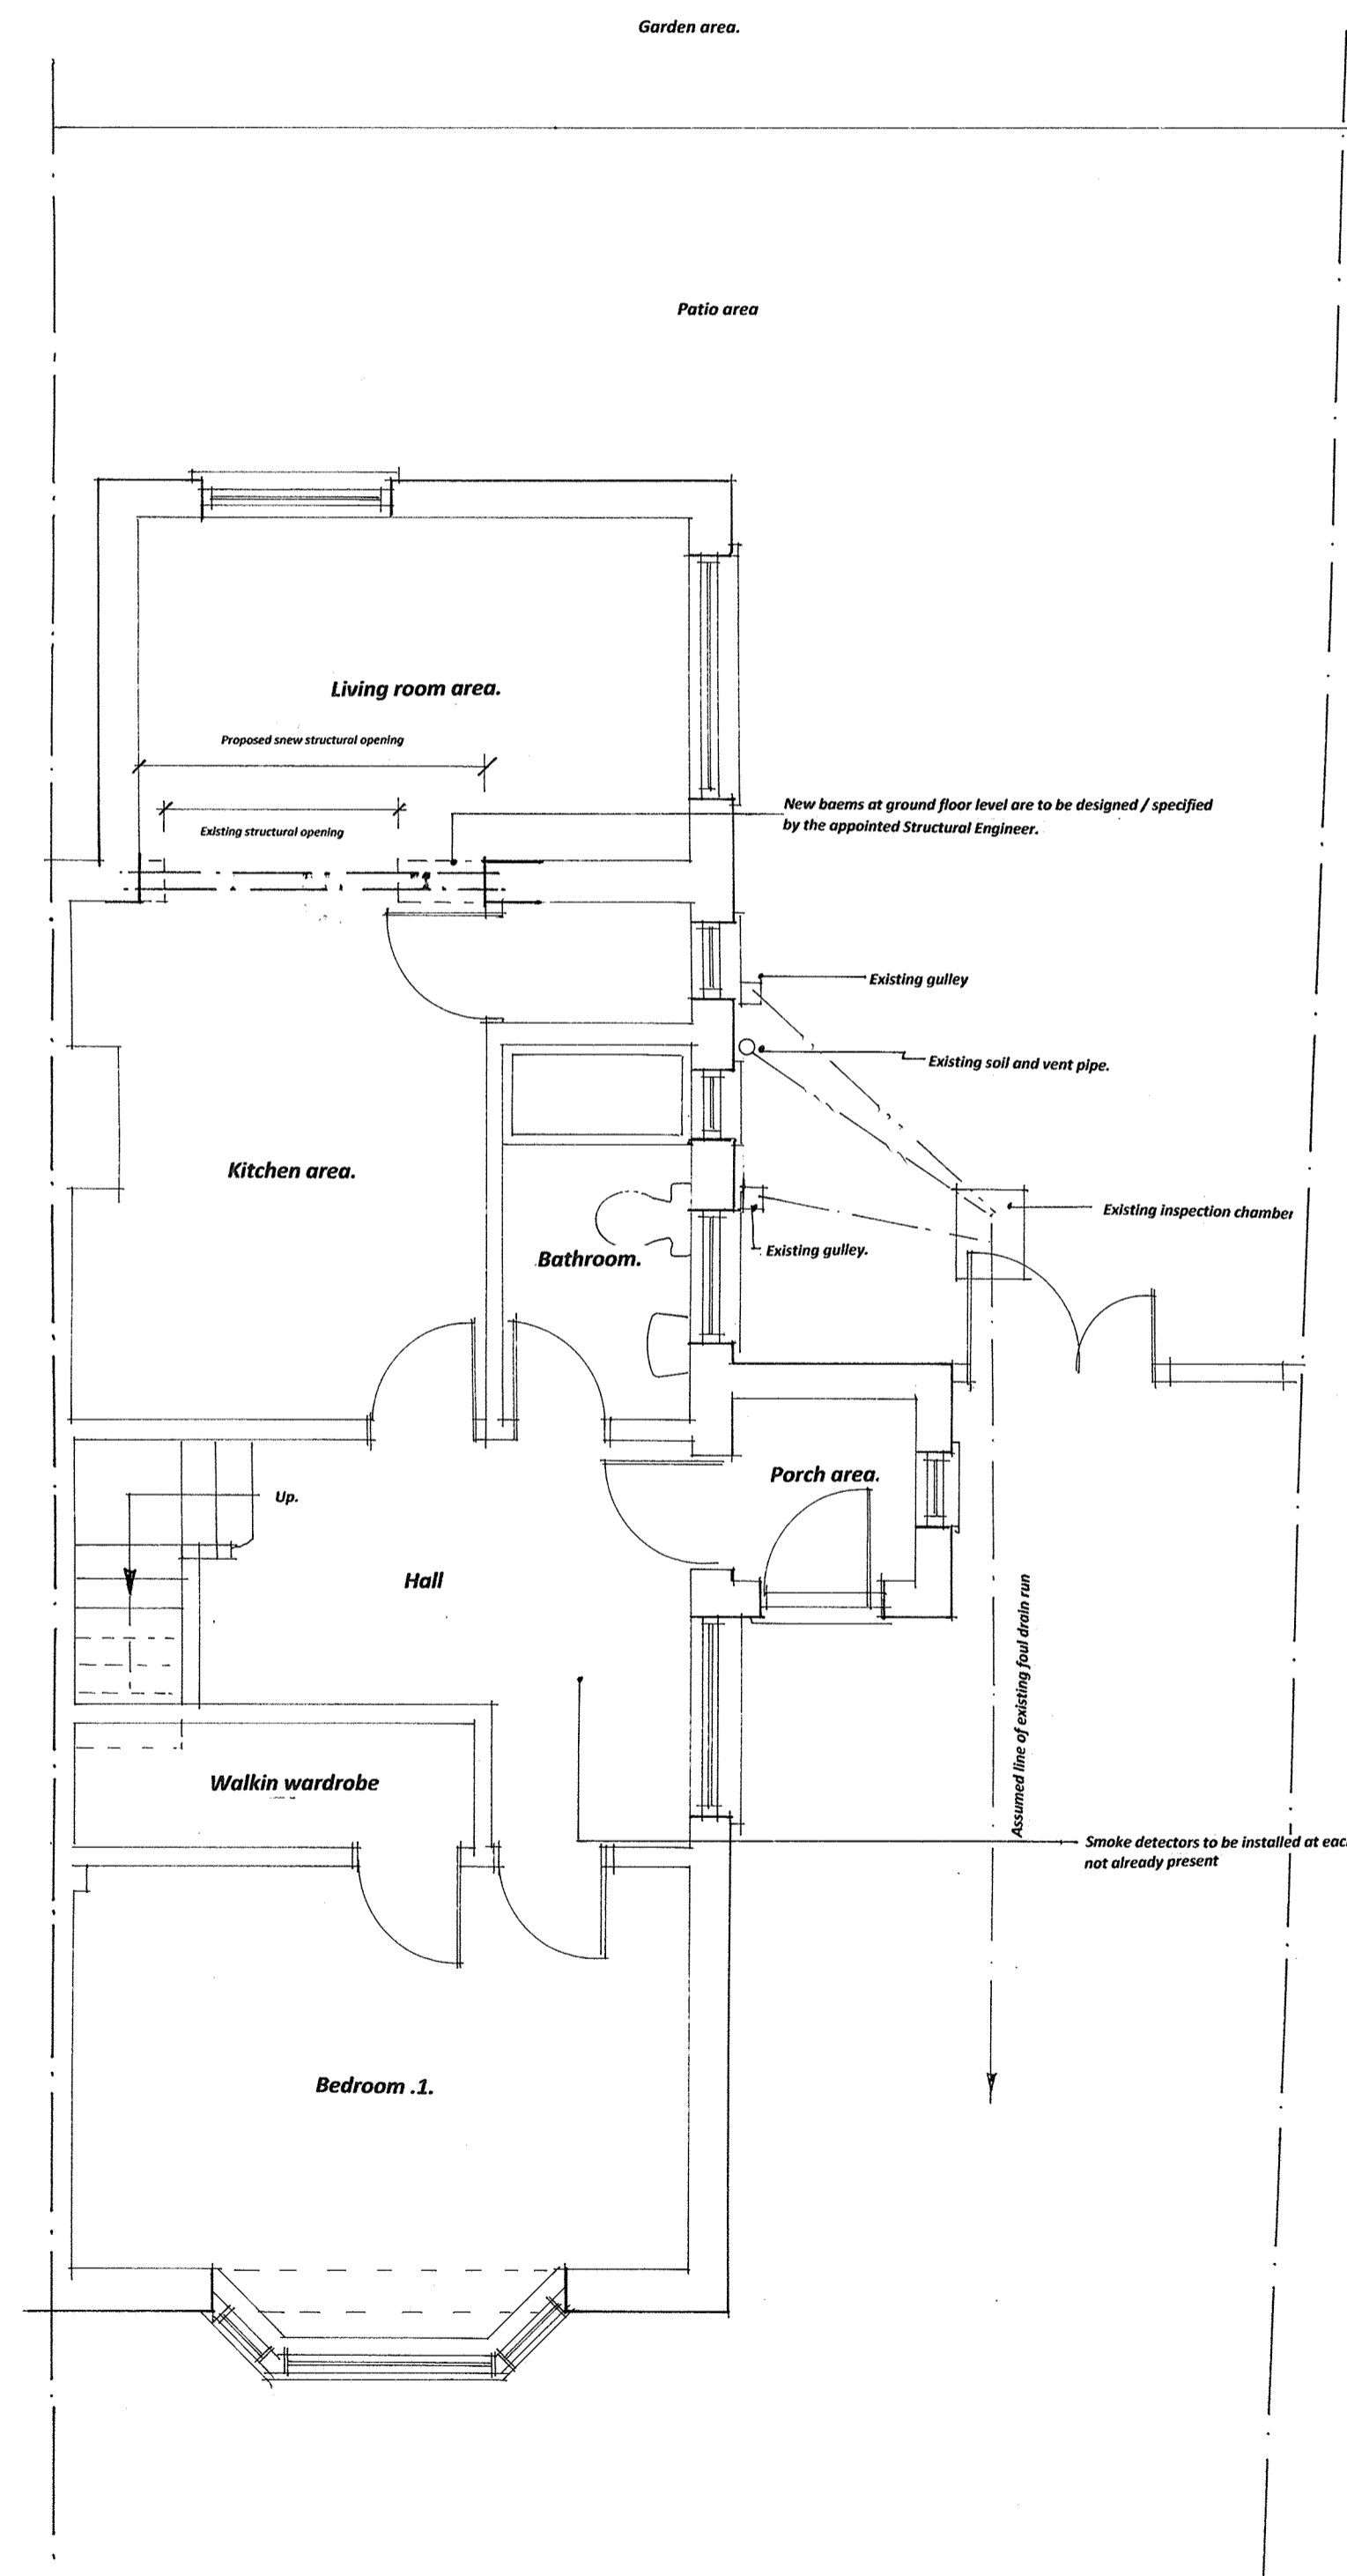 Garden area.
Patio area
Living room area.
Proposed snew structural opening
Existing structural opening
New baems at ground floor level are to be designed / specified
by the appointed Structural Engineer.
Existing gulley
Existing soil and vent pipe.
Kitchen area.
Existing inspection chamber
Existing gulley.
Bathroom.
Porch area.
Up.
Hall
Assumed line of existing foul drain run
Walkin wardrobe
Smoke detectors to be installed at
not already present
Bedroom .1.